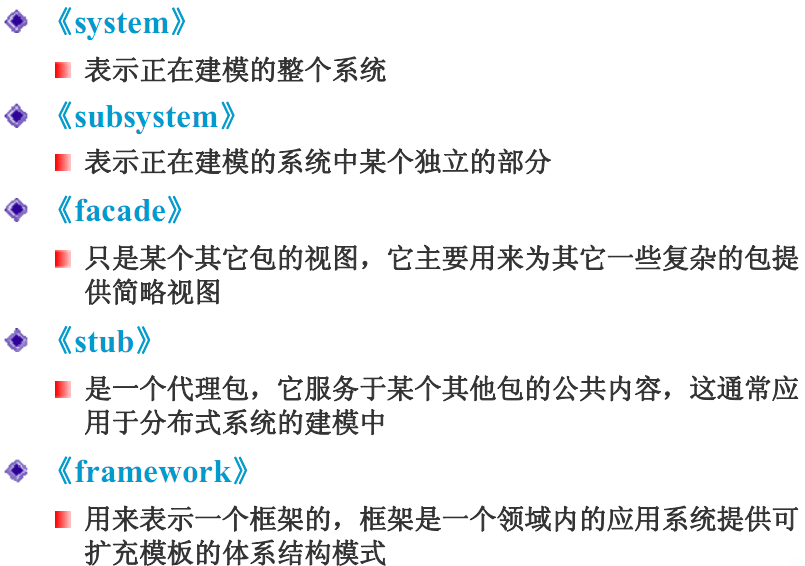 《system》
表示正在建模的整个系统
《subsystem》
表示正在建模的系统中某个独立的部分
《facade》
只是某个其它包的视图，它主要用来为其它一些复杂的包提
供简略视图
《stub》
是一个代理包，它服务于某个其他包的公共内容，这通常应
用于分布式系统的建模中
《framework》
用来表示一个框架的，框架是一个领域内的应用系统提供可
扩充模板的体系结构模式